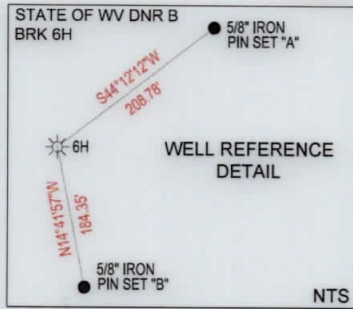 STATE OF WV DNR B
BRK 6H
5/8" IRON
PIN SET "A"
S44°12'12"W
208.78'
6H
WELL REFERENCE
DETAIL
N14°41'57"W
184.35'
5/8" IRON
PIN SET "B"
NTS